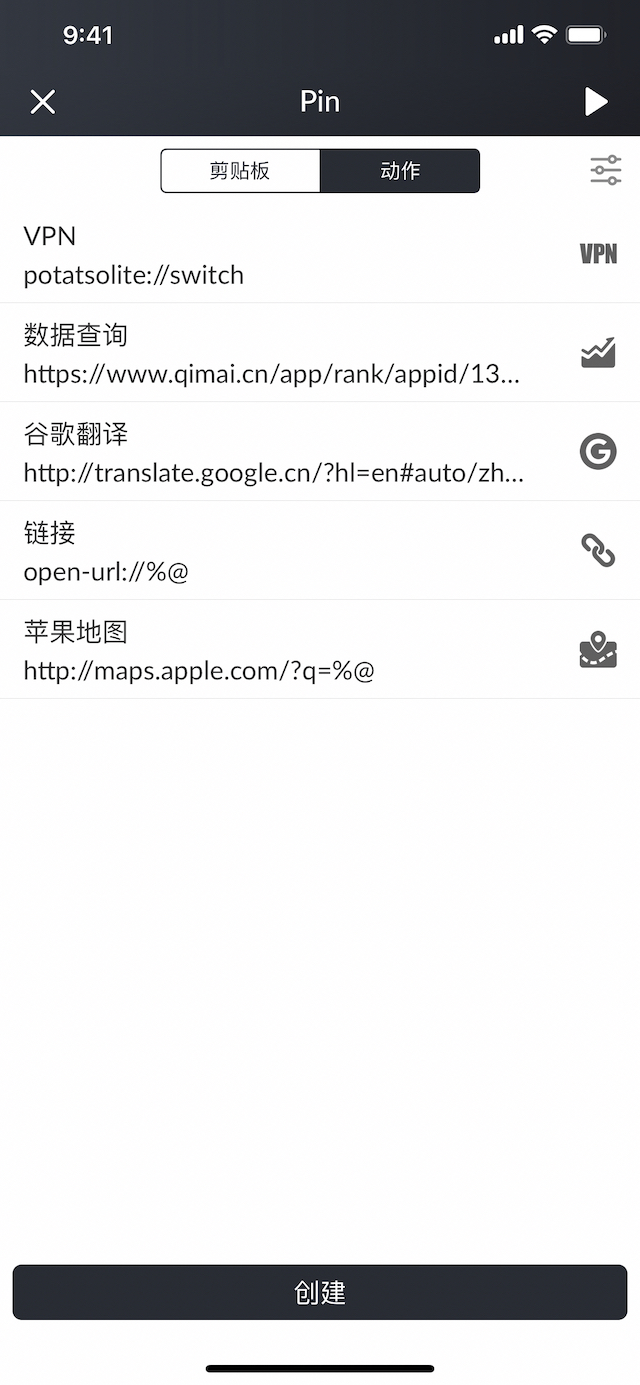 9:41
Pin
剪贴板 动作
VPN
potatsolite://switch
VPN
数据查询
https://www.qimai.cn/app/rank/appid/13...
谷歌翻译
http://translate.google.cn/?hl=en#auto/zh...
G
链接
open-url://%@
苹果地图
http://maps.apple.com/?q=%@
创建